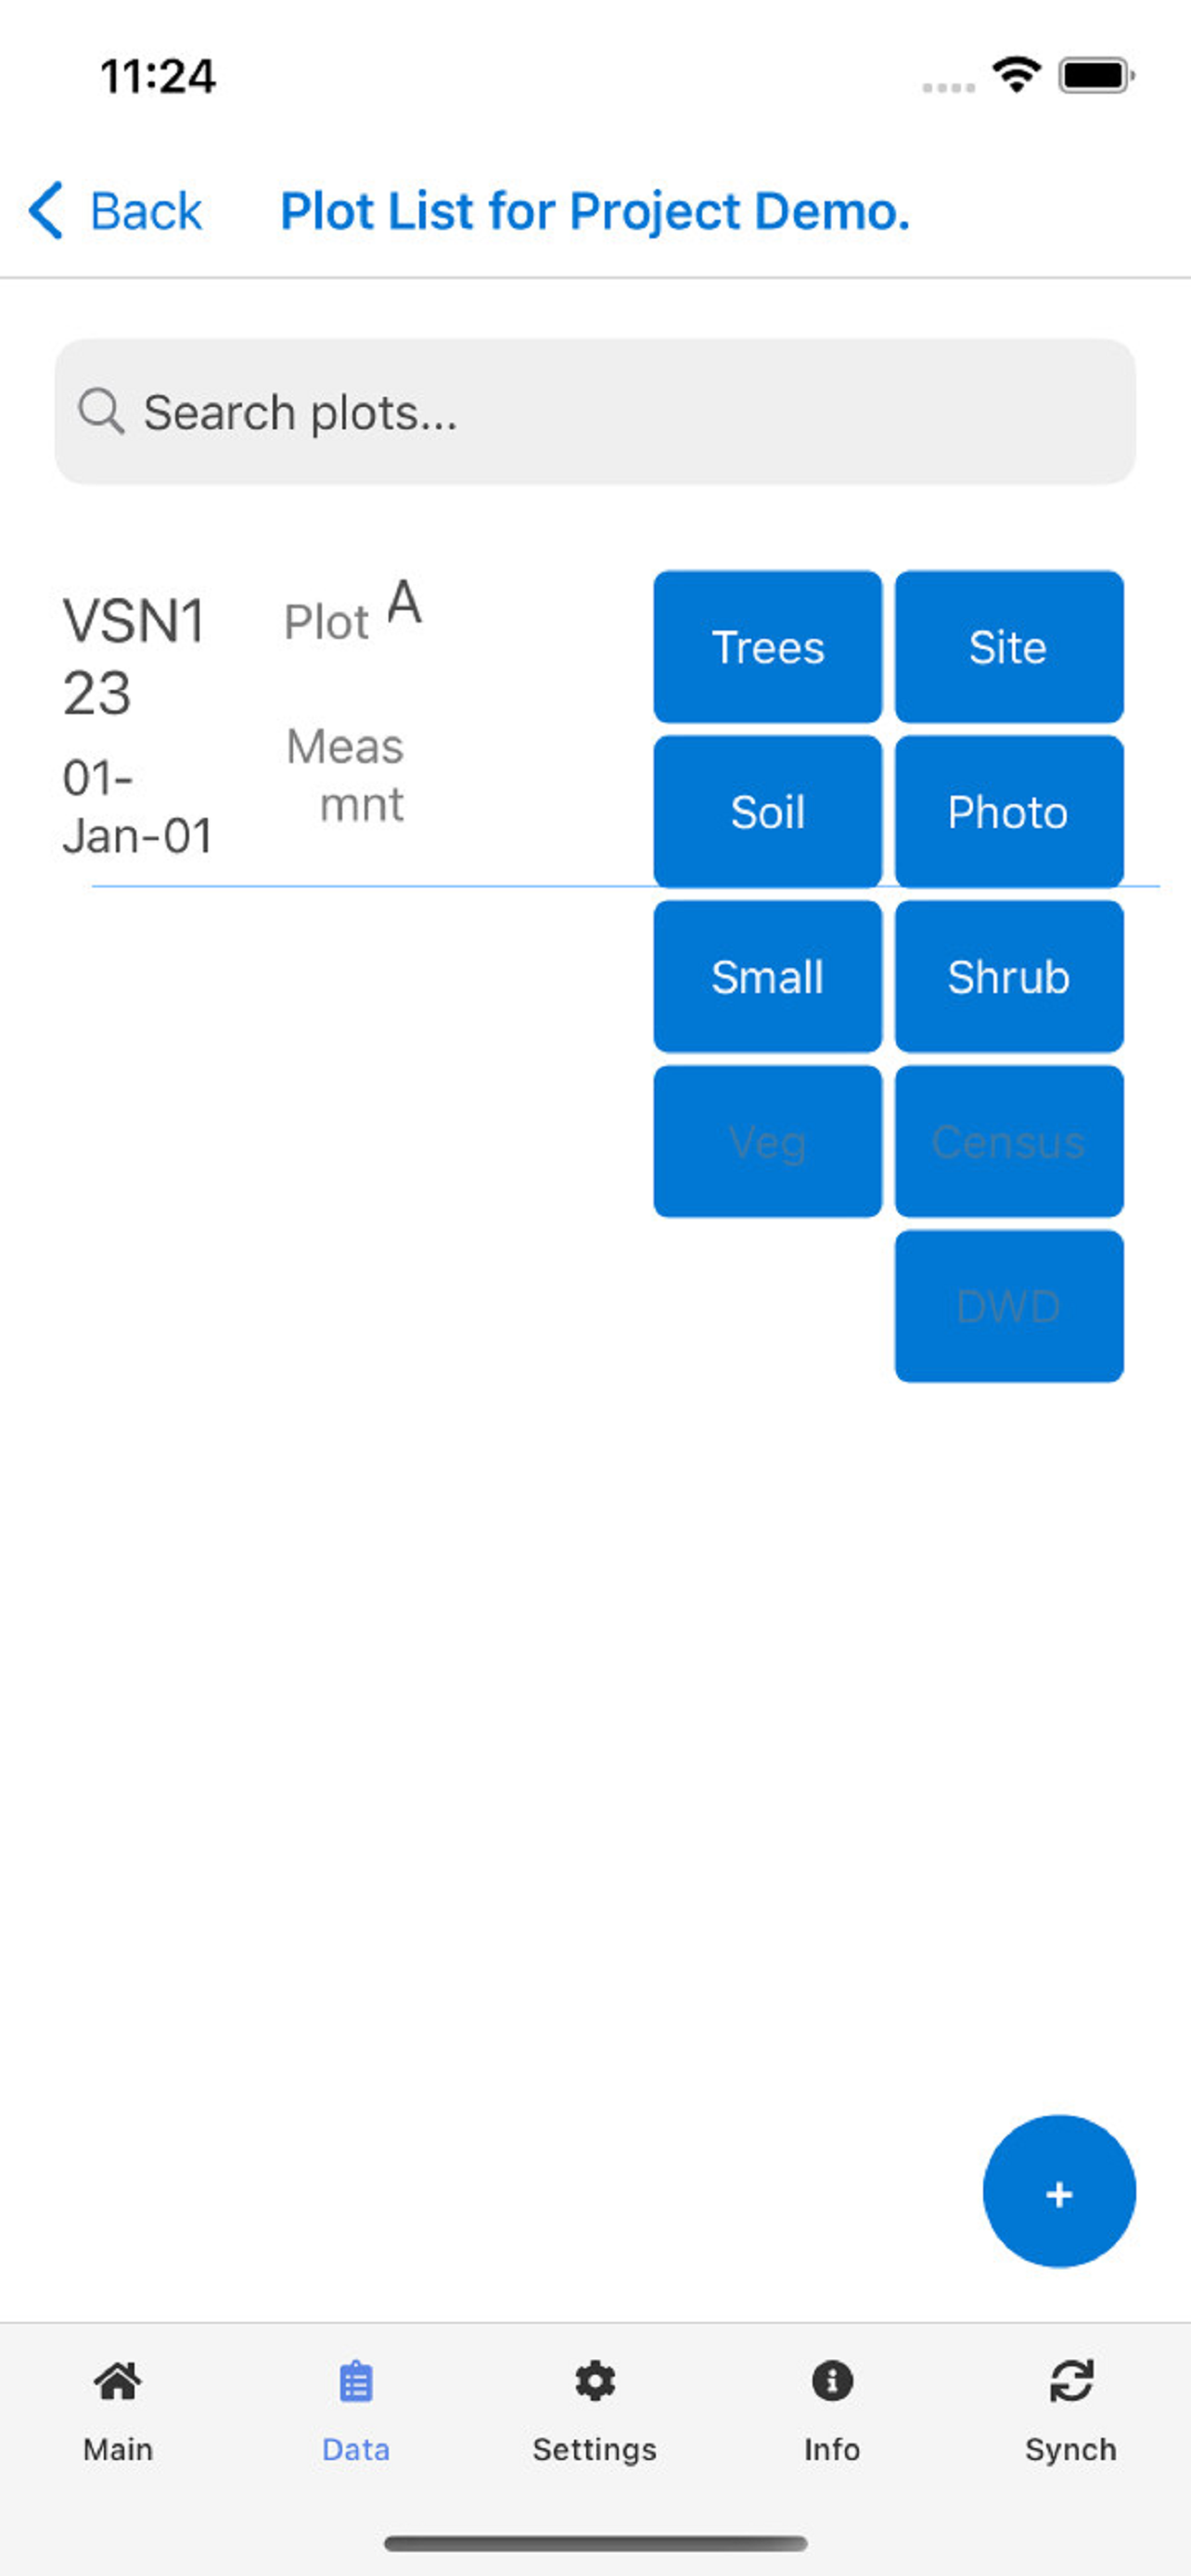 11:24
Back
Plot List for Project Demo.
Search plots...
VSN1
23
01-
Jan-01
Plot A
Meas
mnt
Trees
Site
Soil
Photo
Small
Shrub
Veg
Census
DWD
+
Main
Data
Settings
Info
Synch